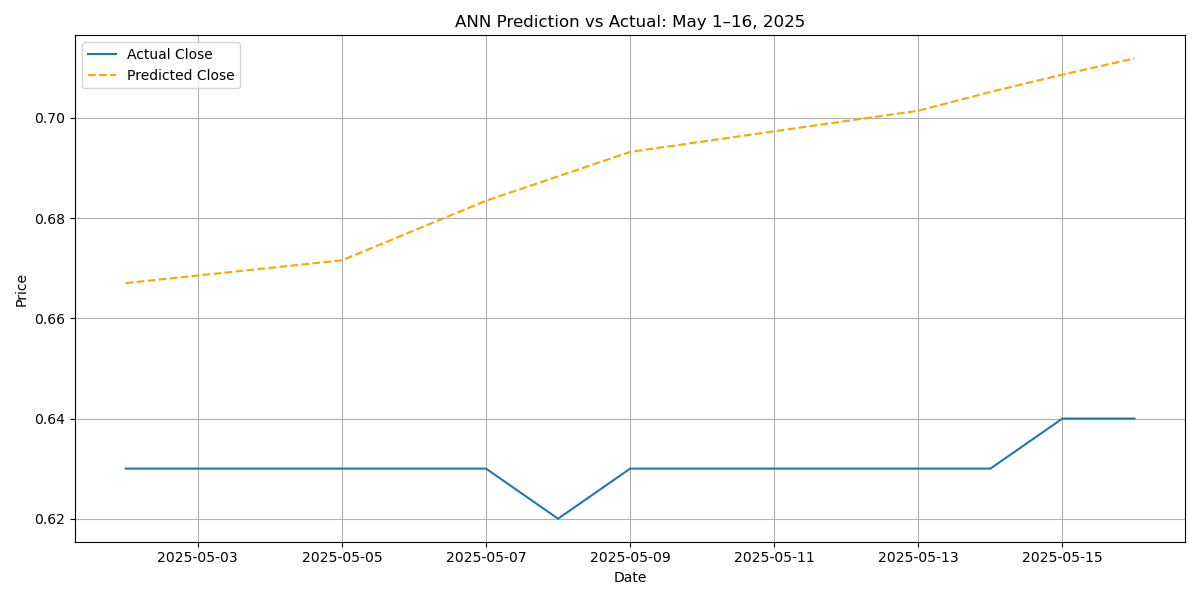 ANN Prediction vs Actual: May 1–16, 2025
Actual Close
Predicted Close
0.70
0.68
0.66
0.64
0.62
Price
2025-05-03
2025-05-05
2025-05-07
2025-05-09
2025-05-11
2025-05-13
2025-05-15
Date